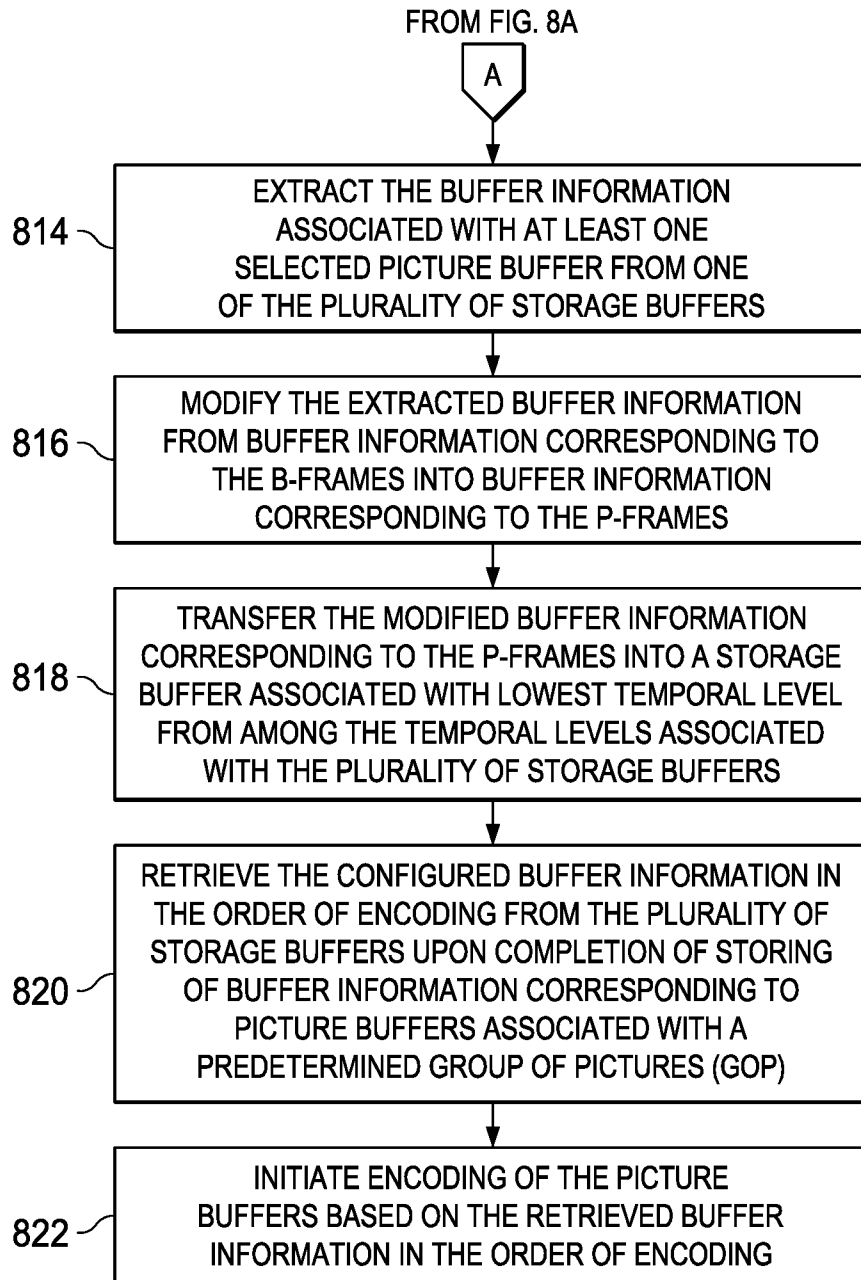 FROM FIG. 8A
A
814
EXTRACT THE BUFFER INFORMATION
ASSOCIATED WITH AT LEAST ONE
SELECTED PICTURE BUFFER FROM ONE
OF THE PLURALITY OF STORAGE BUFFERS
816
MODIFY THE EXTRACTED BUFFER INFORMATION
FROM BUFFER INFORMATION CORRESPONDING TO
THE B-FRAMES INTO BUFFER INFORMATION
CORRESPONDING TO THE P-FRAMES
818
TRANSFER THE MODIFIED BUFFER INFORMATION
CORRESPONDING TO THE P-FRAMES INTO A STORAGE
BUFFER ASSOCIATED WITH LOWEST TEMPORAL LEVEL
FROM AMONG THE TEMPORAL LEVELS ASSOCIATED
WITH THE PLURALITY OF STORAGE BUFFERS
820
RETRIEVE THE CONFIGURED BUFFER INFORMATION IN
THE ORDER OF ENCODING FROM THE PLURALITY OF
STORAGE BUFFERS UPON COMPLETION OF STORING
OF BUFFER INFORMATION CORRESPONDING TO
PICTURE BUFFERS ASSOCIATED WITH A
PREDETERMINED GROUP OF PICTURES (GOP)
822
INITIATE ENCODING OF THE PICTURE
BUFFERS BASED ON THE RETRIEVED BUFFER
INFORMATION IN THE ORDER OF ENCODING